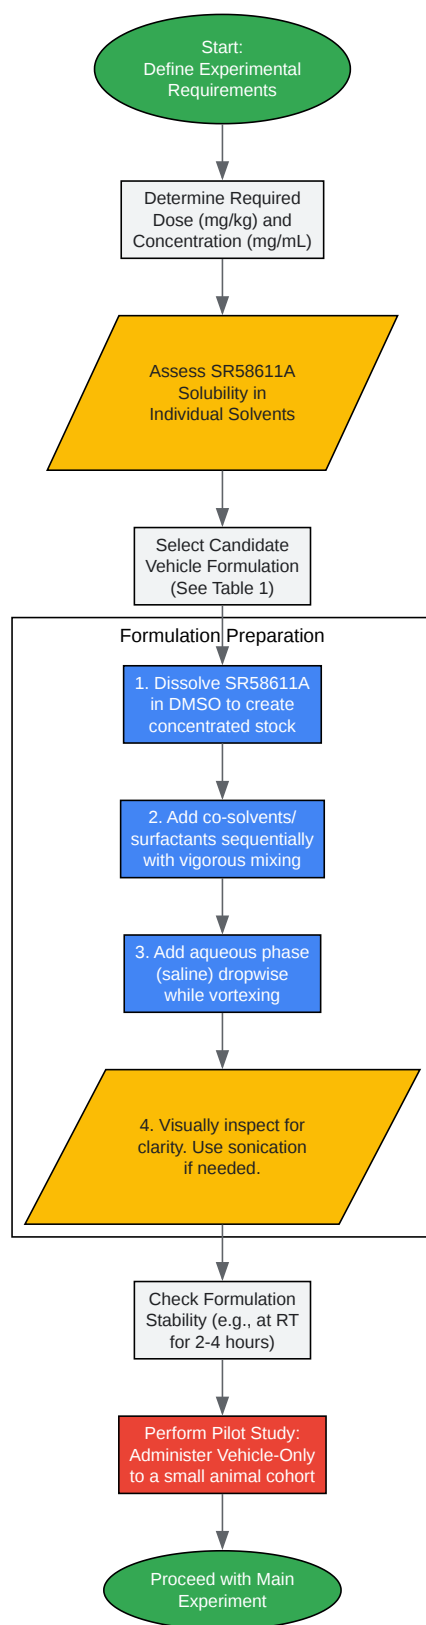 Start:
Define Experimental
Requirements
Determine Required
Dose (mg/kg) and
Concentration (mg/mL)
Assess SR58611A
Solubility in
Individual Solvents
Select Candidate
Vehicle Formulation
(See Table 1)
Formulation Preparation
1. Dissolve SR58611A
in DMSO to create
concentrated stock
2. Add co-solvents/
surfactants sequentially
with vigorous mixing
3. Add aqueous phase
(saline) dropwise
while vortexing
4. Visually inspect for
clarity. Use sonication
if needed.
Check Formulation
Stability (e.g., at RT
for 2-4 hours)
Perform Pilot Study:
Administer Vehicle-Only
to a small animal cohort
Proceed with Main
Experiment